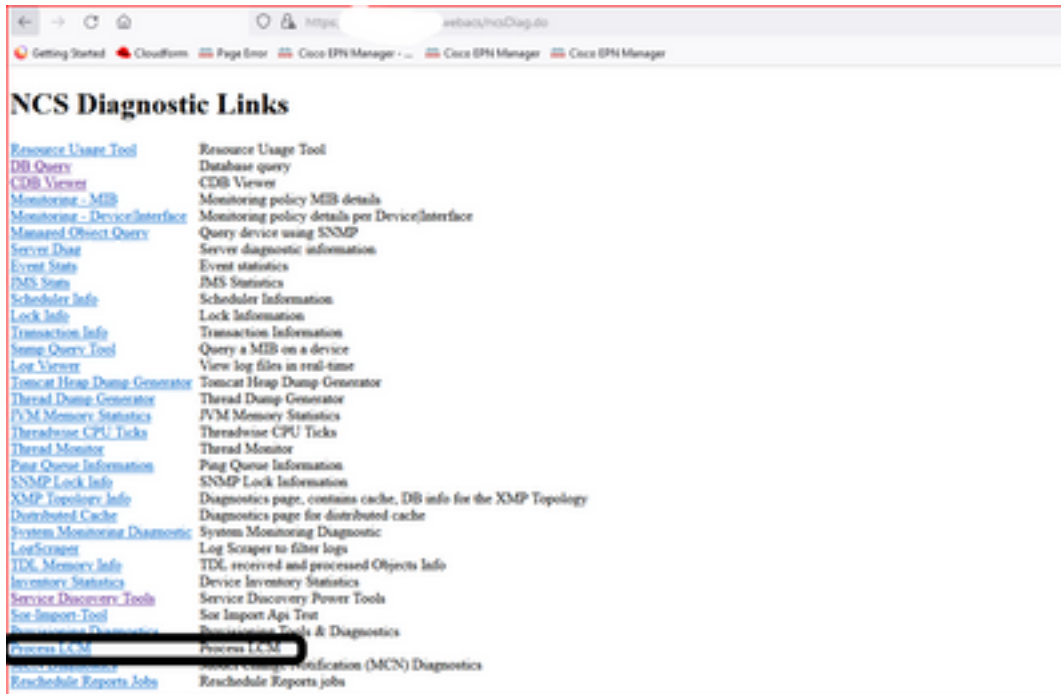 https webacs/ncsDiag.do
Getting Started Cloudform Page Error Cisco EPN Manager - ... Cisco EPN Manager Cisco EPN Manager
NCS Diagnostic Links
Resource Usage Tool Resource Usage Tool
DB Query Database query
CDB Viewer CDB Viewer
Monitoring - MIB Monitoring policy MIB details
Monitoring - Device|Interface Monitoring policy details per Device|Interface
Managed Object Query Query device using SNMP
Server Diag Server diagnostic information
Event Stats Event statistics
JMS Stats JMS Statistics
Scheduler Info Scheduler Information
Lock Info Lock Information
Transaction Info Transaction Information
Snmp Query Tool Query a MIB on a device
Log Viewer View log files in real-time
Tomcat Heap Dump Generator Tomcat Heap Dump Generator
Thread Dump Generator Thread Dump Generator
JVM Memory Statistics JVM Memory Statistics
Threadwise CPU Ticks Threadwise CPU Ticks
Thread Monitor Thread Monitor
Ping Queue Information Ping Queue Information
SNMP Lock Info SNMP Lock Information
XMP Topology Info Diagnostics page, contains cache, DB info for the XMP Topology
Distributed Cache Diagnostics page for distributed cache
System Monitoring Diagnostic System Monitoring Diagnostic
LogScraper Log Scraper to filter logs
TDL Memory Info TDL received and processed Objects Info
Inventory Statistics Device Inventory Statistics
Service Discovery Tools Service Discovery Power Tools
Sor-Import-Tool Sor Import Api Test
Provisioning Diagnostics Provisioning Tools & Diagnostics
Process LCM Process LCM
MCN Diagnostics Model Change Notification (MCN) Diagnostics
Reschedule Reports Jobs Reschedule Reports jobs